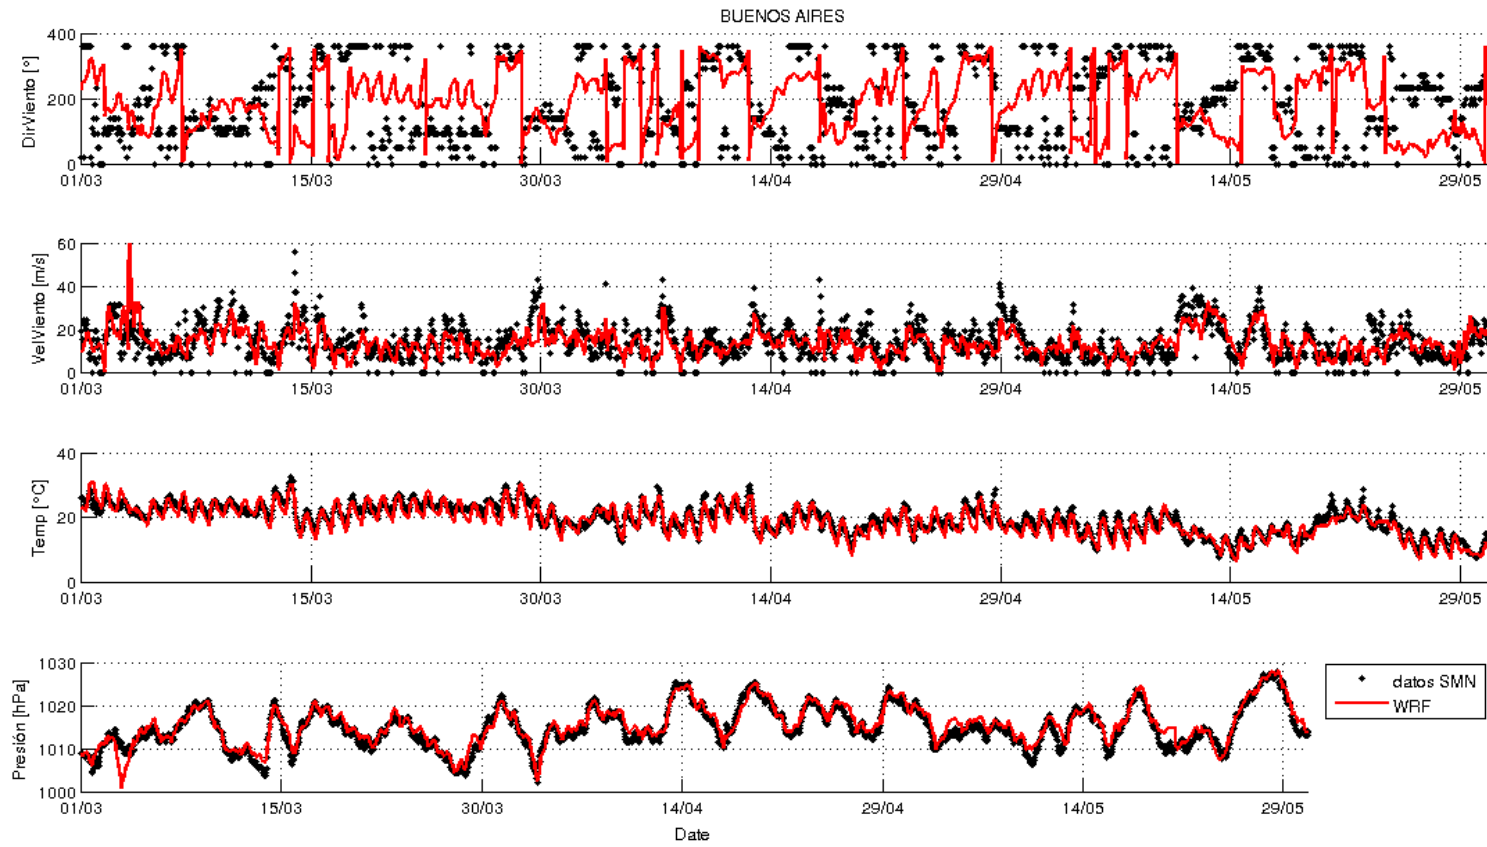 BUENOS AIRES
DirViento [°]
400
200
0
01/03 15/03 30/03 14/04 29/04 14/05 29/05
VelViento [m/s]
60
40
20
0
01/03 15/03 30/03 14/04 29/04 14/05 29/05
Temp [°C]
40
20
0
01/03 15/03 30/03 14/04 29/04 14/05 29/05
Presión [hPa]
1030
1020
1010
1000
01/03 15/03 30/03 14/04 29/04 14/05 29/05
Date
datos SMN
WRF